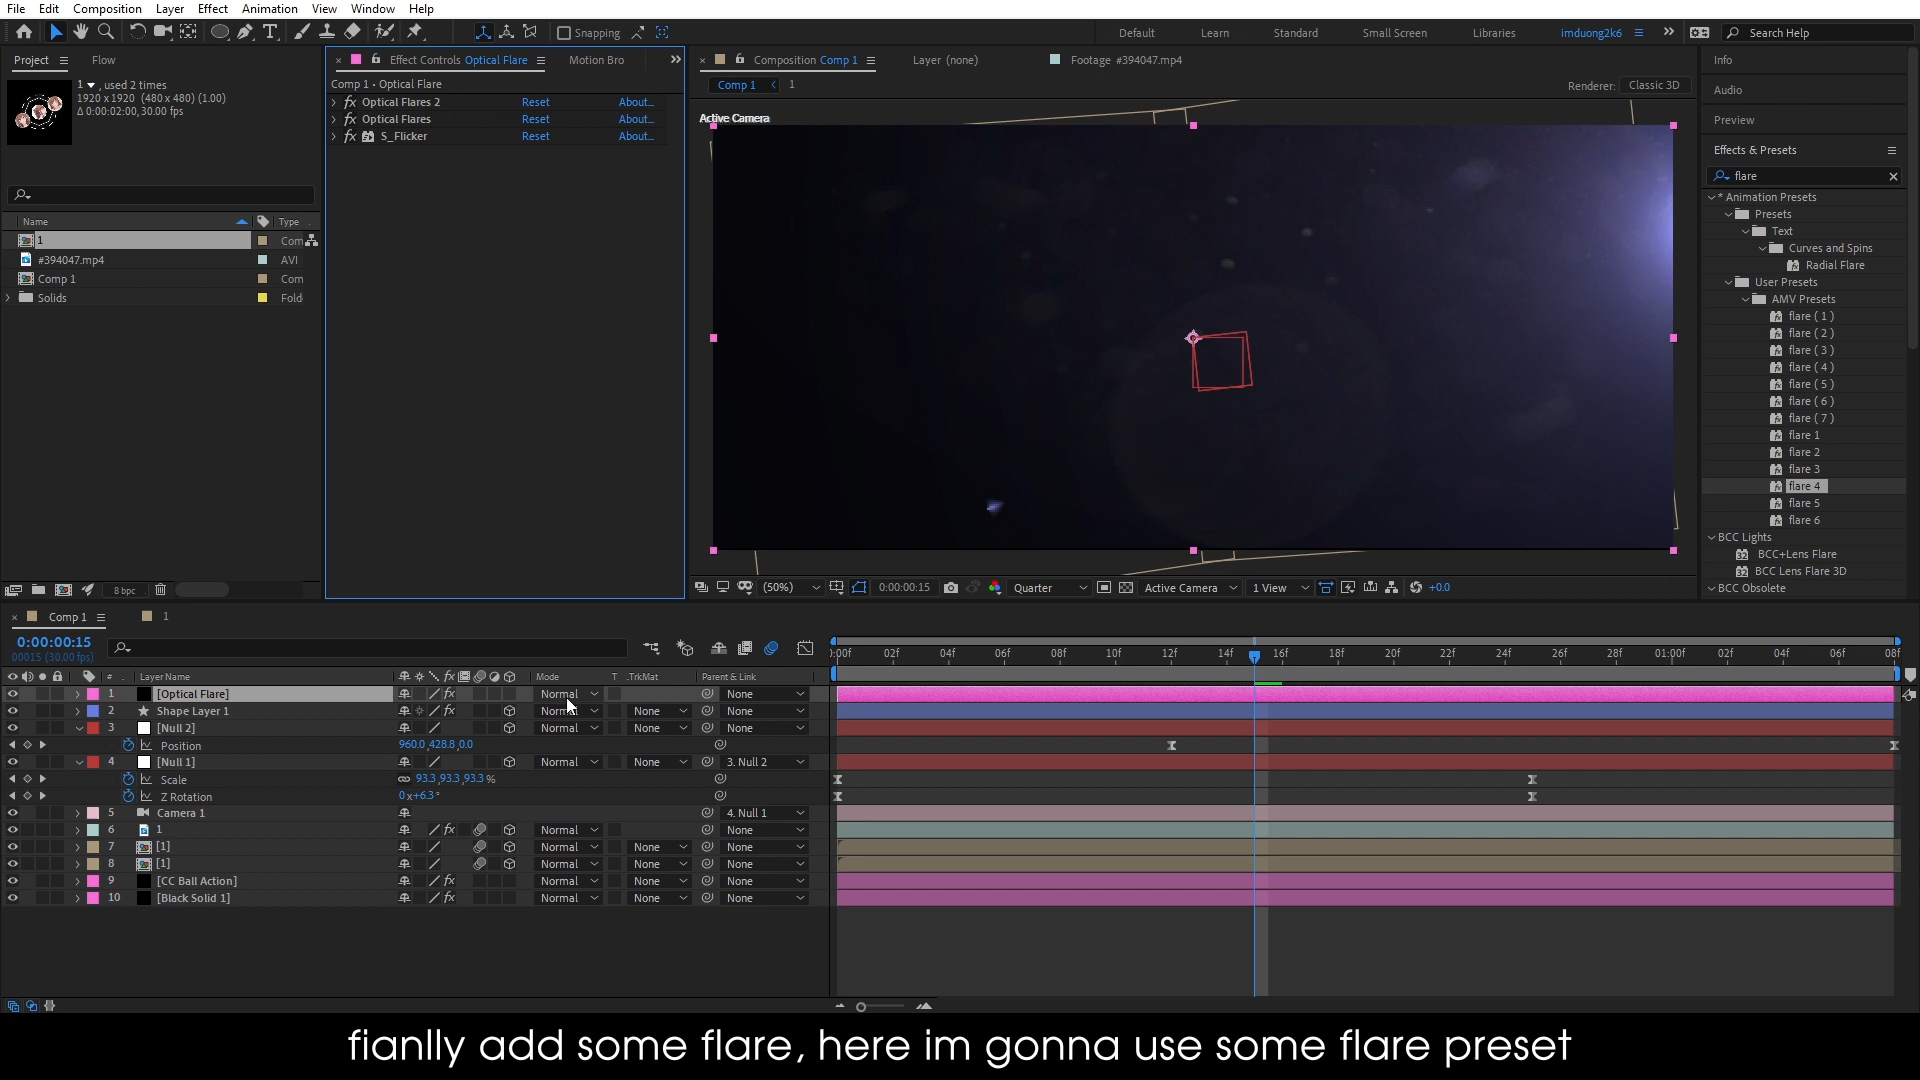 File Edit Composition Layer Effect Animation View Window Help
Snapping
Default Learn Standard Small Screen Libraries imduong2k6 Search Help
Project Flow
1 , used 2 times
1920 x 1920 (480 x 480) (1.00)
Δ 0:00:02:00, 30.00 fps
Name Type
1 Com
#394047.mp4 AVI
Comp 1 Com
Solids Fold
8 bpc
Effect Controls Optical Flare Motion Bro
Comp 1 • Optical Flare
fx Optical Flares 2 Reset About...
fx Optical Flares Reset About...
fx S_Flicker Reset About...
Composition Comp 1 Layer (none) Footage #394047.mp4
Comp 1 1 Renderer: Classic 3D
Active Camera
(50%) 0:00:00:15 Quarter Active Camera 1 View +0.0
Info
Audio
Preview
Effects & Presets
flare
* Animation Presets
Presets
Text
Curves and Spins
Radial Flare
User Presets
AMV Presets
flare ( 1 )
flare ( 2 )
flare ( 3 )
flare ( 4 )
flare ( 5 )
flare ( 6 )
flare ( 7 )
flare 1
flare 2
flare 3
flare 4
flare 5
flare 6
BCC Lights
BCC+Lens Flare
BCC Lens Flare 3D
BCC Obsolete
Comp 1 1
0:00:00:15
00015 (30.00 fps)
:00f 02f 04f 06f 08f 10f 12f 14f 16f 18f 20f 22f 24f 26f 28f 01:00f 02f 04f 06f 08f
# Layer Name Mode T .TrkMat Parent & Link
1 [Optical Flare] fx Normal None
2 Shape Layer 1 fx Normal None None
3 [Null 2] Normal None None
Position 960.0,428.8,0.0
4 [Null 1] Normal None 3. Null 2
Scale 93.3,93.3,93.3 %
Z Rotation 0x+6.3°
5 Camera 1 4. Null 1
6 1 fx Normal None
7 [1] Normal None None
8 [1] Normal None None
9 [CC Ball Action] fx Normal None None
10 [Black Solid 1] fx Normal None None
fianlly add some flare, here im gonna use some flare preset